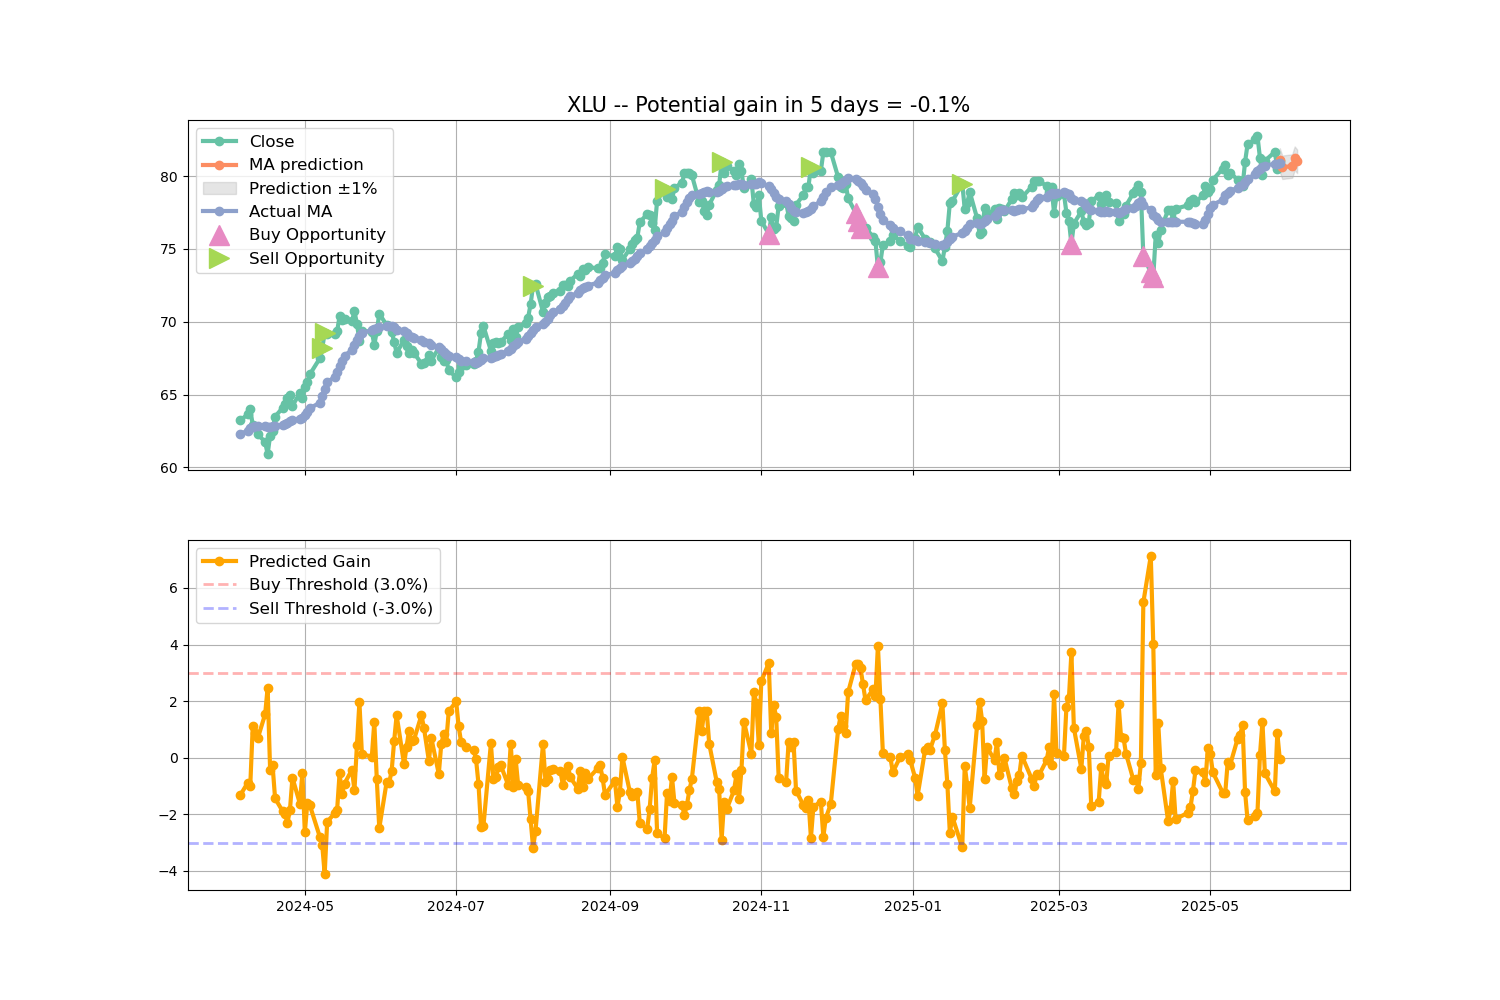 XLU -- Potential gain in 5 days = -0.1%
Close
MA prediction
Prediction ±1%
Actual MA
Buy Opportunity
Sell Opportunity
80
75
70
65
60
Predicted Gain
Buy Threshold (3.0%)
Sell Threshold (-3.0%)
6
4
2
0
−2
−4
2024-05 2024-07 2024-09 2024-11 2025-01 2025-03 2025-05